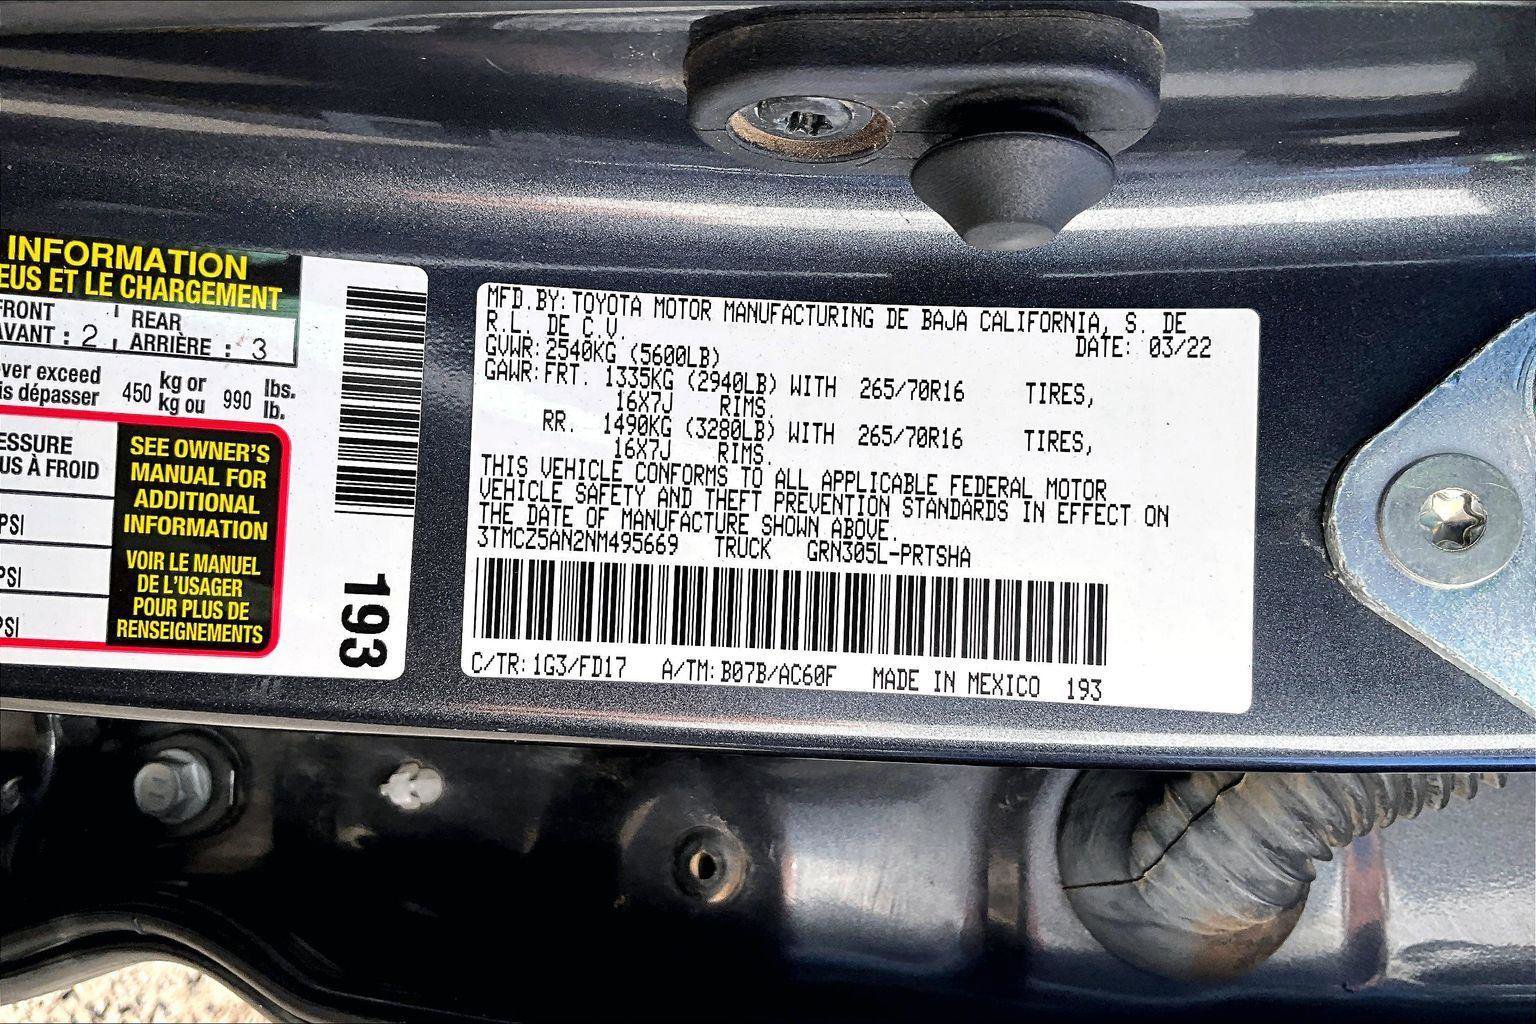 INFORMATION
EUS ET LE CHARGEMENT
FRONT
AVANT : 2
REAR
ARRIÈRE : 3
ver exceed
is dépasser
450 kg or
kg ou
990 lbs.
lb.
ESSURE
US À FROID
PSI
PSI
PSI
SEE OWNER'S
MANUAL FOR
ADDITIONAL
INFORMATION
VOIR LE MANUEL
DE L'USAGER
POUR PLUS DE
RENSEIGNEMENTS
193
MFD.BY:TOYOTA MOTOR MANUFACTURING DE BAJA CALIFORNIA, S. DE
R.L. DE C.V.
DATE: 03/22
GVWR:2540KG (5600LB)
GAWR:FRT. 1335KG (2940LB) WITH 265/70R16 TIRES,
16X7J RIMS.
RR. 1490KG (3280LB) WITH 265/70R16 TIRES,
16X7J RIMS.
THIS VEHICLE CONFORMS TO ALL APPLICABLE FEDERAL MOTOR
VEHICLE SAFETY AND THEFT PREVENTION STANDARDS IN EFFECT ON
THE DATE OF MANUFACTURE SHOWN ABOVE.
3TMCZ5AN2NM495669 TRUCK GRN305L-PRTSHA
C/TR:1G3/FD17 A/TM:B07B/AC60F MADE IN MEXICO 193